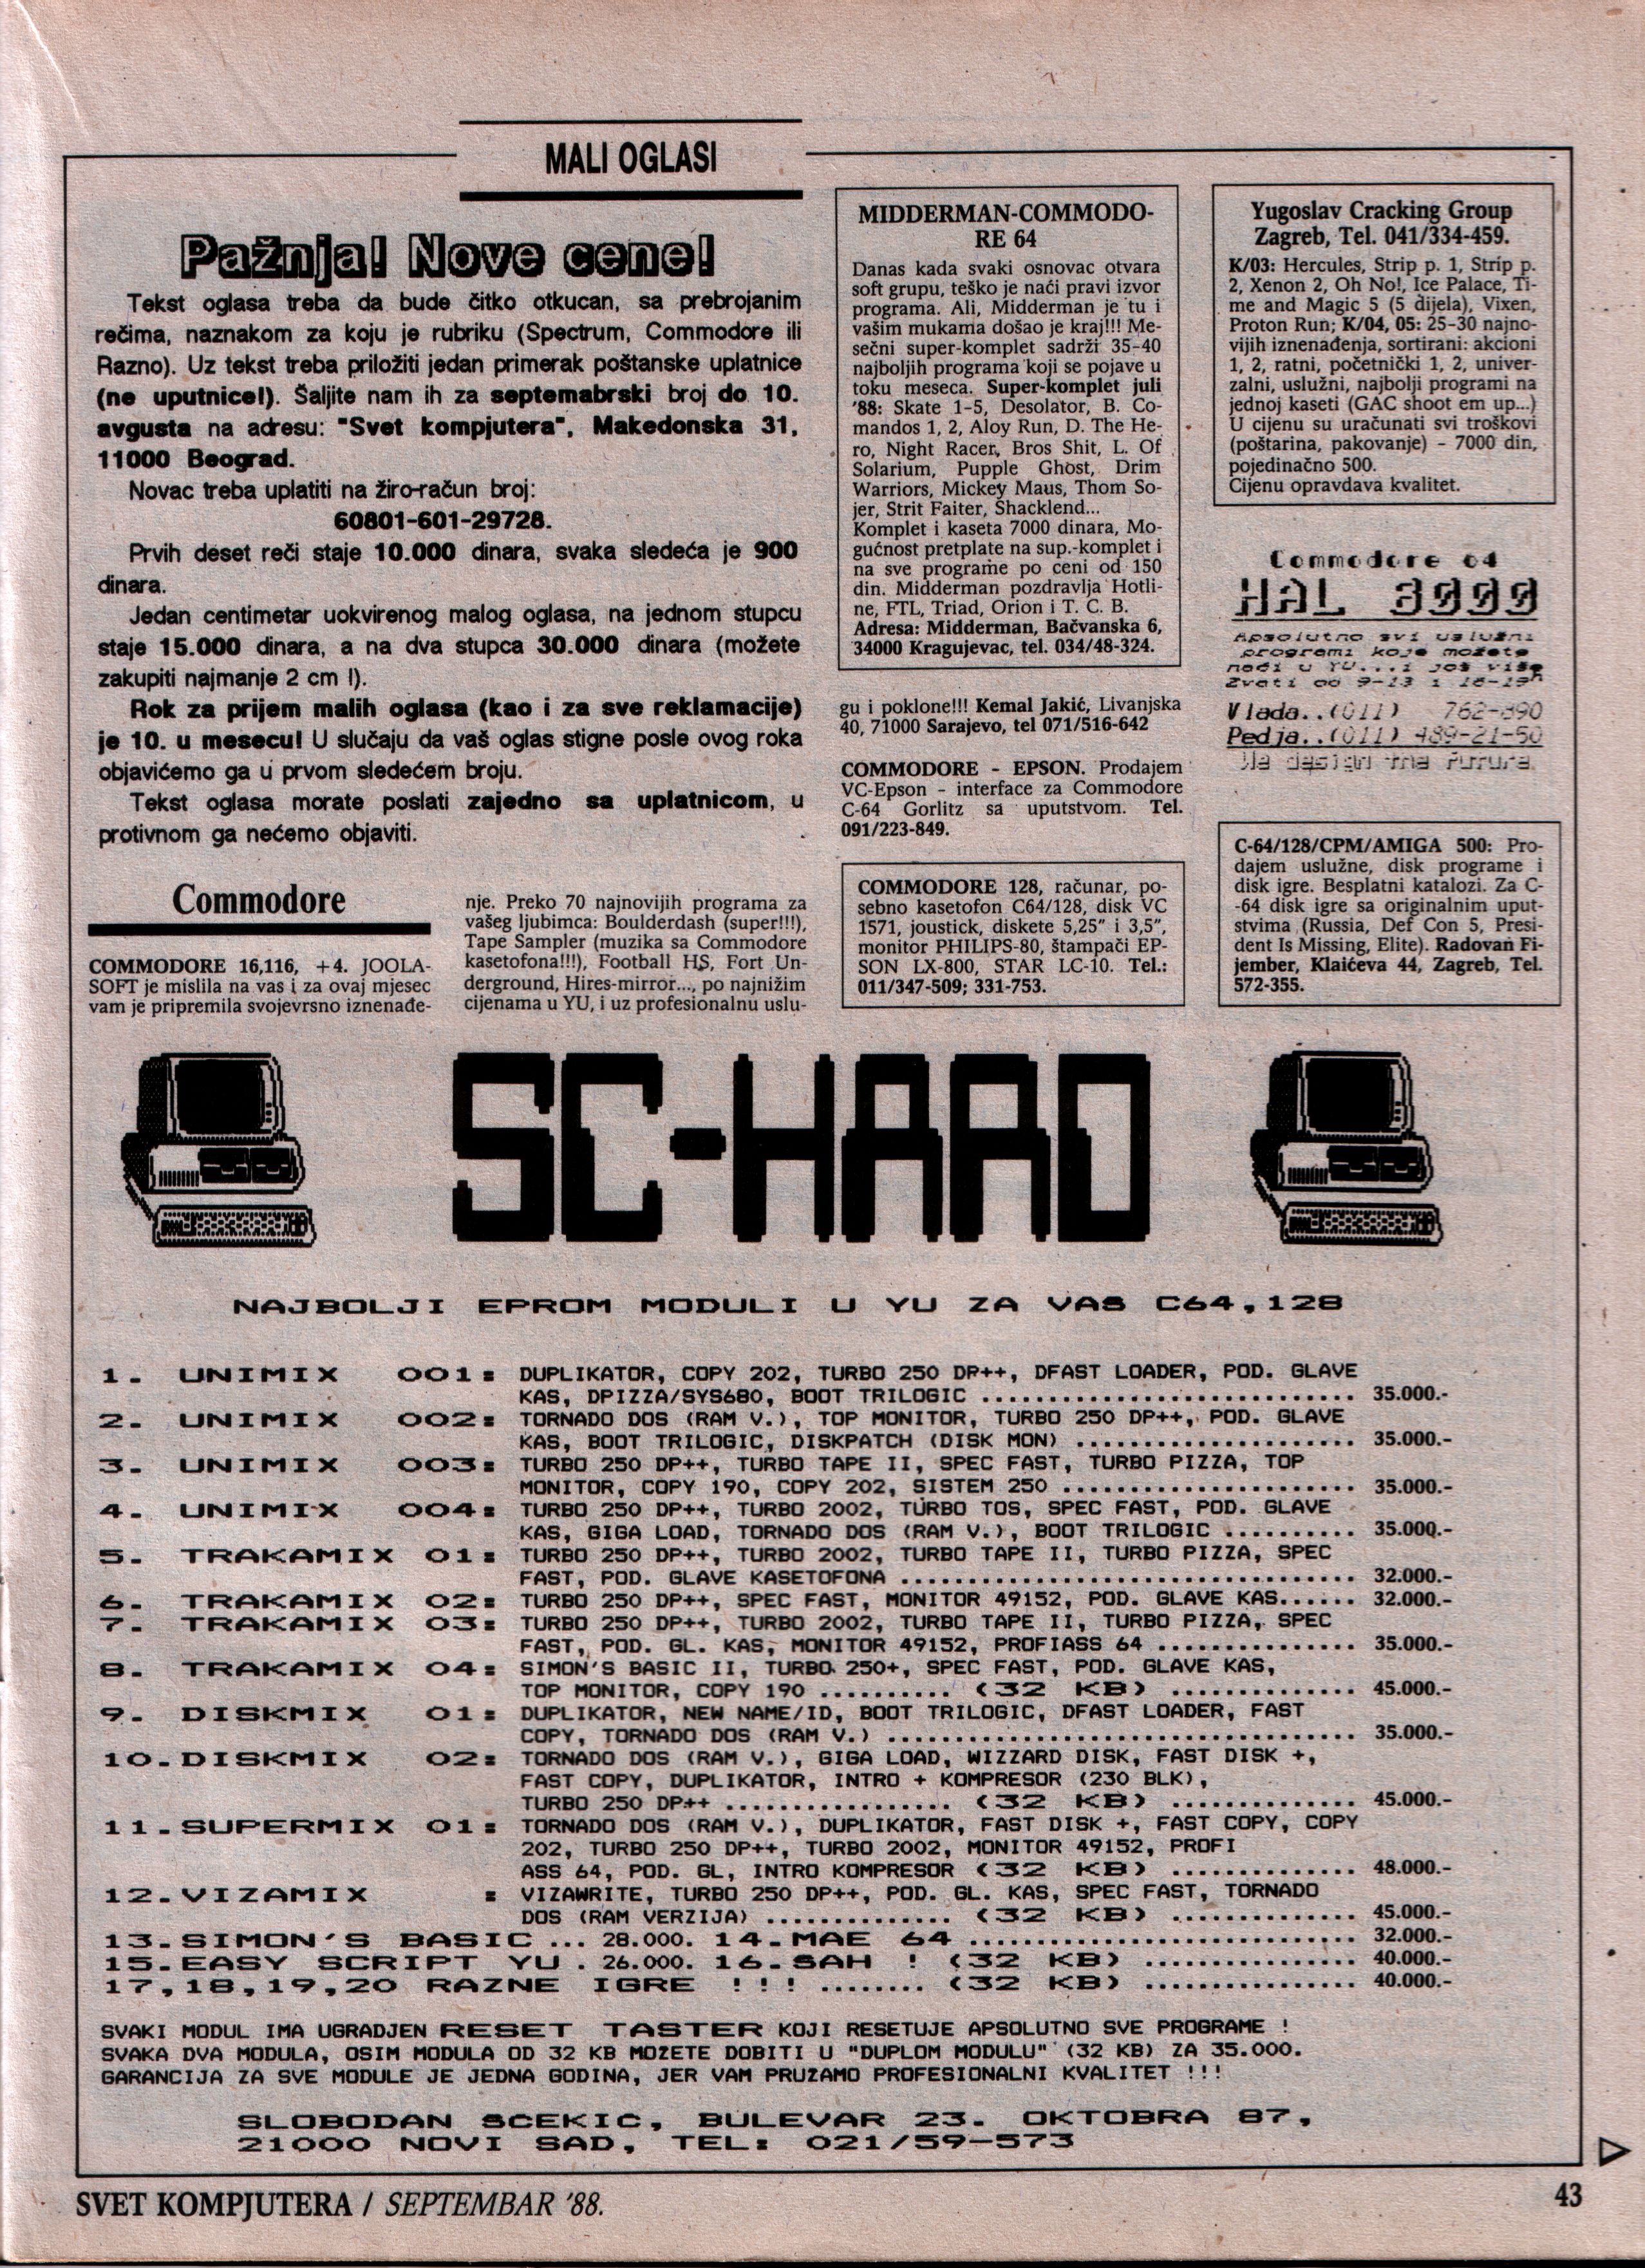 MALI OGLASI
Pažnja! Nove cene!
Tekst oglasa treba da bude čitko otkucan, sa prebrojanim
rečima, naznakom za koju je rubriku (Spectrum, Commodore ili
Razno). Uz tekst treba priložiti jedan primerak poštanske uplatnice
(ne uputnice!). Šaljite nam ih za septemabrski broj do 10.
avgusta na adresu: "Svet kompjutera", Makedonska 31,
11000 Beograd.
Novac treba uplatiti na žiro-račun broj:
60801-601-29728.
Prvih deset reči staje 10.000 dinara, svaka sledeća je 900
dinara.
Jedan centimetar uokvirenog malog oglasa, na jednom stupcu
staje 15.000 dinara, a na dva stupca 30.000 dinara (možete
zakupiti najmanje 2 cm !).
Rok za prijem malih oglasa (kao i za sve reklamacije)
je 10. u mesecu! U slučaju da vaš oglas stigne posle ovog roka
objavićemo ga u prvom sledećem broju.
Tekst oglasa morate poslati zajedno sa uplatnicom, u
protivnom ga nećemo objaviti.
Commodore
COMMODORE 16,116, +4. JOOLA-
SOFT je mislila na vas i za ovaj mjesec
vam je pripremila svojevrsno iznenađe-
nje. Preko 70 najnovijih programa za
vašeg ljubimca: Boulderdash (super!!!),
Tape Sampler (muzika sa Commodore
kasetofona!!!), Football HS, Fort Un-
derground, Hires-mirror..., po najnižim
cijenama u YU, i uz profesionalnu uslu-
MIDDERMAN-COMMODO-
RE 64
Danas kada svaki osnovac otvara
soft grupu, teško je naći pravi izvor
programa. Ali, Midderman je tu i
vašim mukama došao je kraj!!! Me-
sečni super-komplet sadrži 35-40
najboljih programa koji se pojave u
toku meseca. Super-komplet juli
'88: Skate 1-5, Desolator, B. Co-
mandos 1, 2, Aloy Run, D. The He-
ro, Night Racer, Bros Shit, L. Of
Solarium, Pupple Ghost, Drim
Warriors, Mickey Maus, Thom So-
jer, Strit Faiter, Shacklend...
Komplet i kaseta 7000 dinara, Mo-
gućnost pretplate na sup.-komplet i
na sve programe po ceni od 150
din. Midderman pozdravlja Hotli-
ne, FTL, Triad, Orion i T. C. B.
Adresa: Midderman, Bačvanska 6,
34000 Kragujevac, tel. 034/48-324.
gu i poklone!!! Kemal Jakić, Livanjska
40, 71000 Sarajevo, tel 071/516-642
COMMODORE - EPSON. Prodajem
VC-Epson - interface za Commodore
C-64 Gorlitz sa uputstvom. Tel.
091/223-849.
COMMODORE 128, računar, po-
sebno kasetofon C64/128, disk VC
1571, joustick, diskete 5,25" i 3,5",
monitor PHILIPS-80, štampači EP-
SON LX-800, STAR LC-10. Tel.:
011/347-509; 331-753.
Yugoslav Cracking Group
Zagreb, Tel. 041/334-459.
K/03: Hercules, Strip p. 1, Strip p.
2, Xenon 2, Oh No!, Ice Palace, Ti-
me and Magic 5 (5 dijela), Vixen,
Proton Run; K/04, 05: 25-30 najno-
vijih iznenađenja, sortirani: akcioni
1, 2, ratni, početnički 1, 2, univer-
zalni, uslužni, najbolji programi na
jednoj kaseti (GAC shoot em up...)
U cijenu su uračunati svi troškovi
(poštarina, pakovanje) - 7000 din,
pojedinačno 500.
Cijenu opravdava kvalitet.
Commodore 64
HAL 3999
Apsolutno svi uslužni
programi koje možete
naći u YU...i još više
Zvati od 9-13 i 16-19h
Vlada..(011) 762-890
Pedja..(011) 489-21-50
C-64/128/CPM/AMIGA 500: Pro-
dajem uslužne, disk programe i
disk igre. Besplatni katalozi. Za C-
-64 disk igre sa originalnim uput-
stvima (Russia, Def Con 5, Presi-
dent Is Missing, Elite). Radovan Fi-
jember, Klaićeva 44, Zagreb, Tel.
572-355.
SC-HARD
NAJBOLJI EPROM MODULI U YU ZA VAS C64,128
1. UNIMIX 001: DUPLIKATOR, COPY 202, TURBO 250 DP++, DFAST LOADER, POD. GLAVE
KAS, DPIZZA/SYS680, BOOT TRILOGIC ............................ 35.000.-
2. UNIMIX 002: TORNADO DOS (RAM V.), TOP MONITOR, TURBO 250 DP++, POD. GLAVE
KAS, BOOT TRILOGIC, DISKPATCH (DISK MON) ..................... 35.000.-
3. UNIMIX 003: TURBO 250 DP++, TURBO TAPE II, SPEC FAST, TURBO PIZZA, TOP
MONITOR, COPY 190, COPY 202, SISTEM 250 ...................... 35.000.-
4. UNIMIX 004: TURBO 250 DP++, TURBO 2002, TURBO TOS, SPEC FAST, POD. GLAVE
KAS, GIGA LOAD, TORNADO DOS (RAM V.), BOOT TRILOGIC .......... 35.000.-
5. TRAKAMIX 01: TURBO 250 DP++, TURBO 2002, TURBO TAPE II, TURBO PIZZA, SPEC
FAST, POD. GLAVE KASETOFONA .................................. 32.000.-
6. TRAKAMIX 02: TURBO 250 DP++, SPEC FAST, MONITOR 49152, POD. GLAVE KAS...... 32.000.-
7. TRAKAMIX 03: TURBO 250 DP++, TURBO 2002, TURBO TAPE II, TURBO PIZZA, SPEC
FAST, POD. GL. KAS, MONITOR 49152, PROFIASS 64 ............... 35.000.-
8. TRAKAMIX 04: SIMON'S BASIC II, TURBO 250+, SPEC FAST, POD. GLAVE KAS,
TOP MONITOR, COPY 190 .......... (32 KB) .............. 45.000.-
9. DISKMIX 01: DUPLIKATOR, NEW NAME/ID, BOOT TRILOGIC, DFAST LOADER, FAST
COPY, TORNADO DOS (RAM V.) ................................... 35.000.-
10.DISKMIX 02: TORNADO DOS (RAM V.), GIGA LOAD, WIZZARD DISK, FAST DISK +,
FAST COPY, DUPLIKATOR, INTRO + KOMPRESOR (230 BLK),
TURBO 250 DP++ ................. (32 KB) .............. 45.000.-
11.SUPERMIX 01: TORNADO DOS (RAM V.), DUPLIKATOR, FAST DISK +, FAST COPY, COPY
202, TURBO 250 DP++, TURBO 2002, MONITOR 49152, PROFI
ASS 64, POD. GL, INTRO KOMPRESOR (32 KB) .............. 48.000.-
12.VIZAMIX : VIZAWRITE, TURBO 250 DP++, POD. GL. KAS, SPEC FAST, TORNADO
DOS (RAM VERZIJA) .............. (32 KB) .............. 45.000.-
13.SIMON'S BASIC ... 28.000. 14.MAE 64 ......................... 32.000.-
15.EASY SCRIPT YU . 26.000. 16.SAH ! (32 KB) ................ 40.000.-
17,18,19,20 RAZNE IGRE !!! ........ (32 KB) ................ 40.000.-
SVAKI MODUL IMA UGRADJEN RESET TASTER KOJI RESETUJE APSOLUTNO SVE PROGRAME !
SVAKA DVA MODULA, OSIM MODULA OD 32 KB MOZETE DOBITI U "DUPLOM MODULU" (32 KB) ZA 35.000.
GARANCIJA ZA SVE MODULE JE JEDNA GODINA, JER VAM PRUZAMO PROFESIONALNI KVALITET !!!
SLOBODAN SCEKIC, BULEVAR 23. OKTOBRA 87,
21000 NOVI SAD, TEL: 021/59-573
SVET KOMPJUTERA / SEPTEMBAR '88.
43